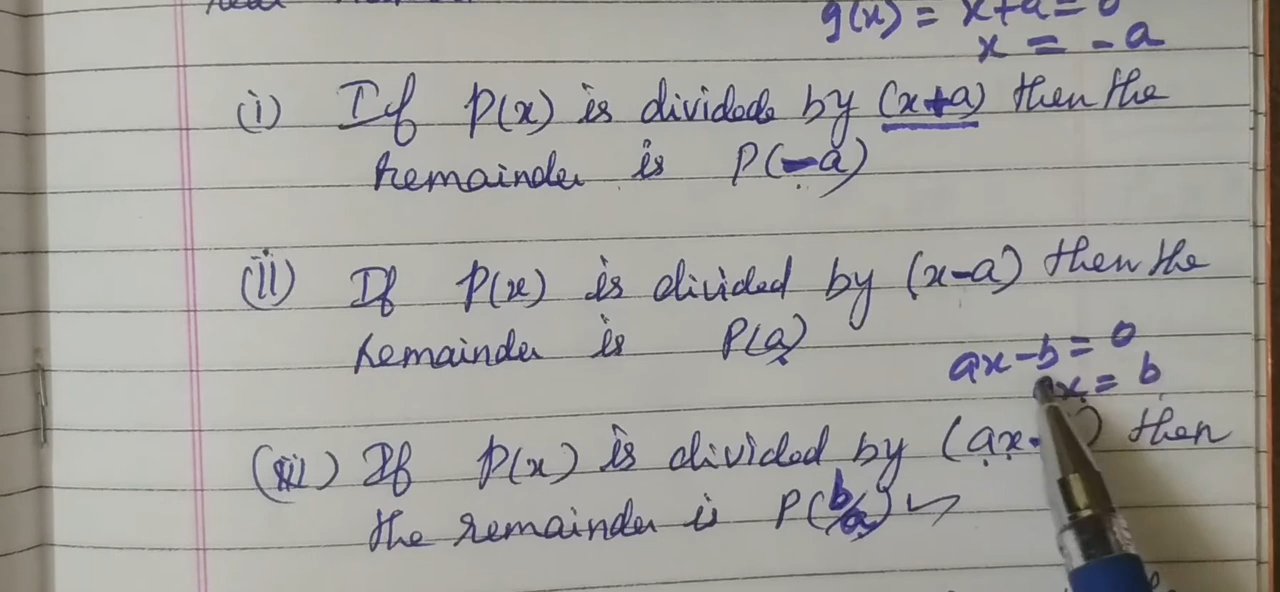 g(x) = x+a=0
x = -a
(i) If P(x) is divided by (x+a) then the
remainder is P(-a)
(ii) If P(x) is divided by (x-a) then the
remainder is P(a)
ax-b=0
x = b
(iii) If P(x) is divided by (ax- ) then
the remainder is P(b/a)